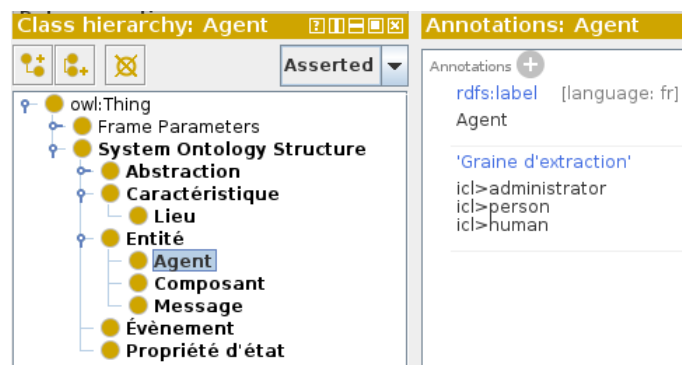 Class hierarchy: Agent
Asserted
owl:Thing
Frame Parameters
System Ontology Structure
Abstraction
Caractéristique
Lieu
Entité
Agent
Composant
Message
Évènement
Propriété d'état
Annotations: Agent
Annotations
rdfs:label [language: fr]
Agent
'Graine d'extraction'
icl>administrator
icl>person
icl>human